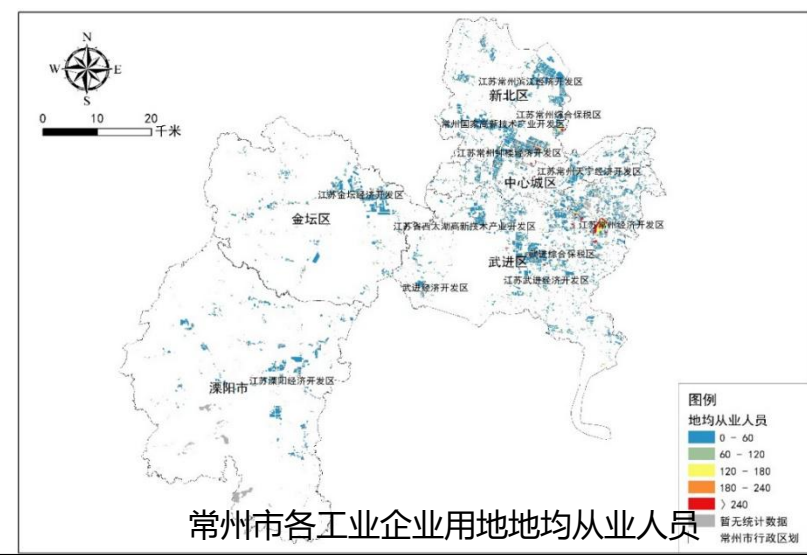 N
W
E
S
0 10 20
千米
江苏常州滨江经济开发区
新北区
江苏常州综合保税区
常州国家高新技术产业开发区
江苏常州钟楼经济开发区
江苏常州天宁经济开发区
中心城区
江苏金坛经济开发区
金坛区
江苏省西太湖高新技术产业开发区
江苏常州经济开发区
武进综合保税区
武进区
江苏武进经济开发区
武进经济开发区
江苏溧阳经济开发区
溧阳市
图例
地均从业人员
0 - 60
60 - 120
120 - 180
180 - 240
〉240
暂无统计数据
常州市行政区划
常州市各工业企业用地地均从业人员